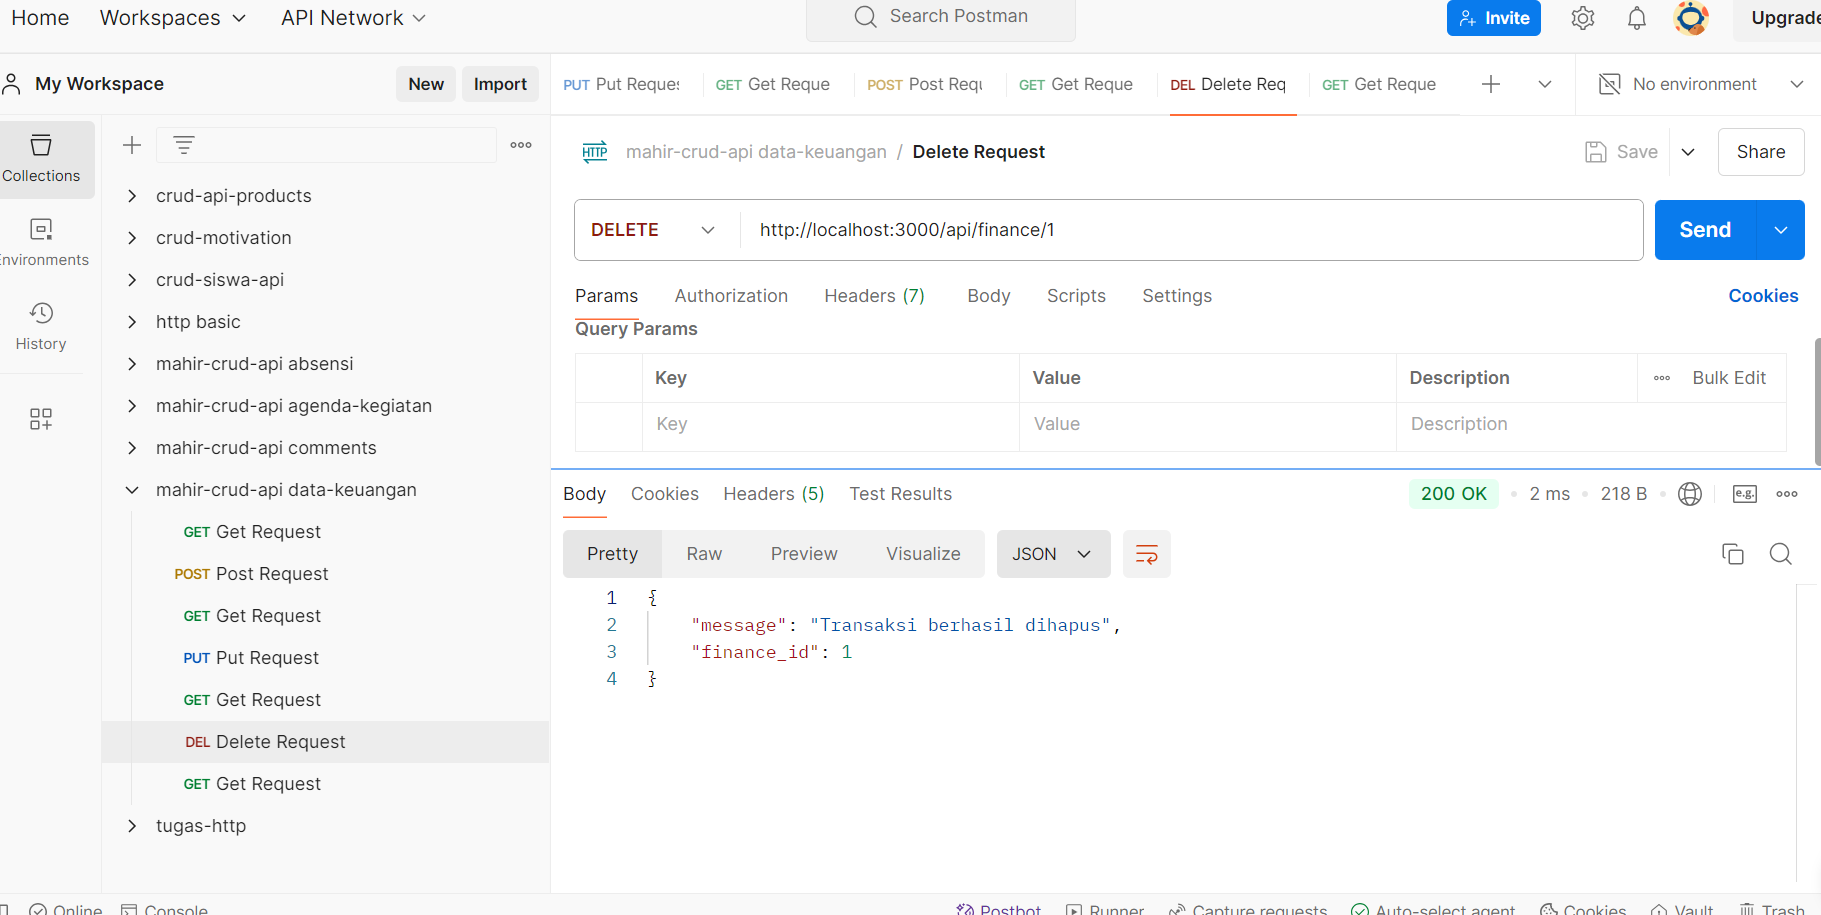 Home Workspaces API Network Search Postman Invite Upgrade
My Workspace New Import
PUT Put Reques GET Get Reque POST Post Requ GET Get Reque DEL Delete Req GET Get Reque No environment
Collections
Environments
History
crud-api-products
crud-motivation
crud-siswa-api
http basic
mahir-crud-api absensi
mahir-crud-api agenda-kegiatan
mahir-crud-api comments
mahir-crud-api data-keuangan
GET Get Request
POST Post Request
GET Get Request
PUT Put Request
GET Get Request
DEL Delete Request
GET Get Request
tugas-http
HTTP mahir-crud-api data-keuangan / Delete Request Save Share
DELETE http://localhost:3000/api/finance/1 Send
Params Authorization Headers (7) Body Scripts Settings Cookies
Query Params
Key Value Description Bulk Edit
Key Value Description
Body Cookies Headers (5) Test Results 200 OK 2 ms 218 B e.g.
Pretty Raw Preview Visualize JSON
1 {
2 "message": "Transaksi berhasil dihapus",
3 "finance_id": 1
4 }
Online Console Postbot Runner Capture requests Auto-select agent Cookies Vault Trash